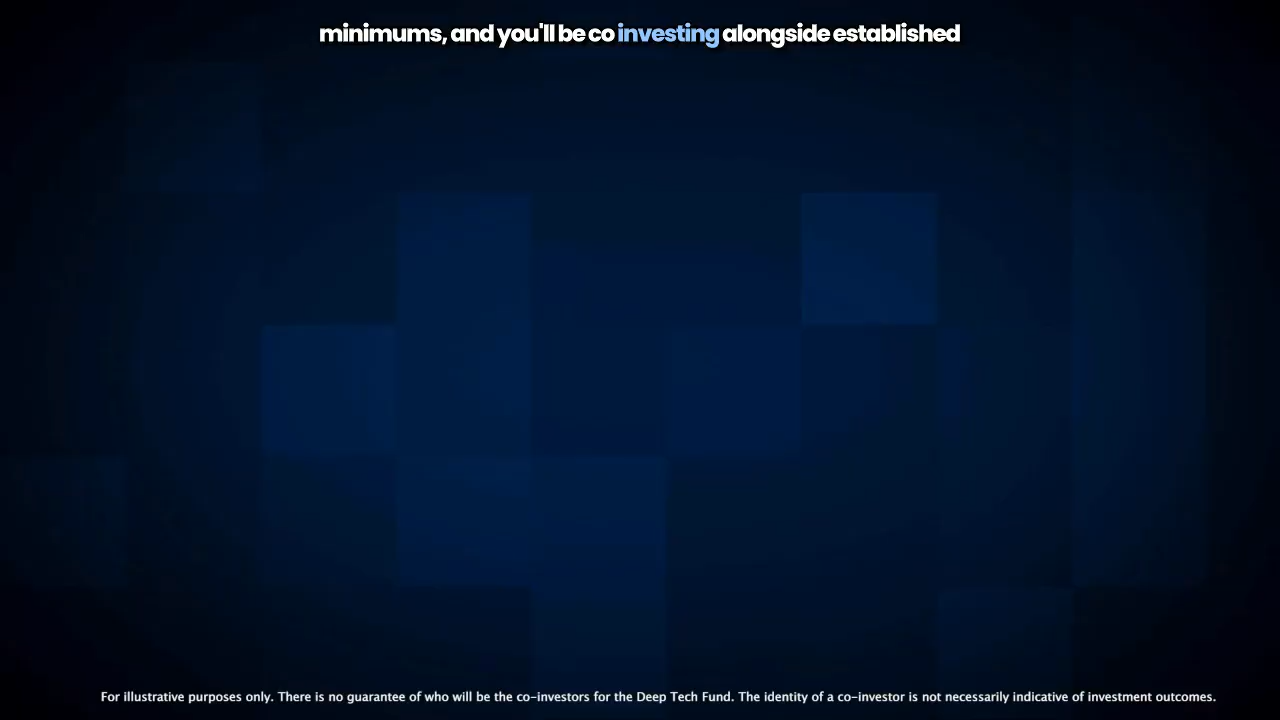 minimums, and you'll be co investing alongside established
For illustrative purposes only. There is no guarantee of who will be the co-investors for the Deep Tech Fund. The identity of a co-investor is not necessarily indicative of investment outcomes.